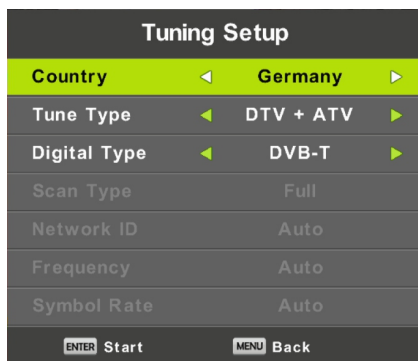 Tuning Setup
Country Germany
Tune Type DTV + ATV
Digital Type DVB-T
Scan Type Full
Network ID Auto
Frequency Auto
Symbol Rate Auto
ENTER Start MENU Back